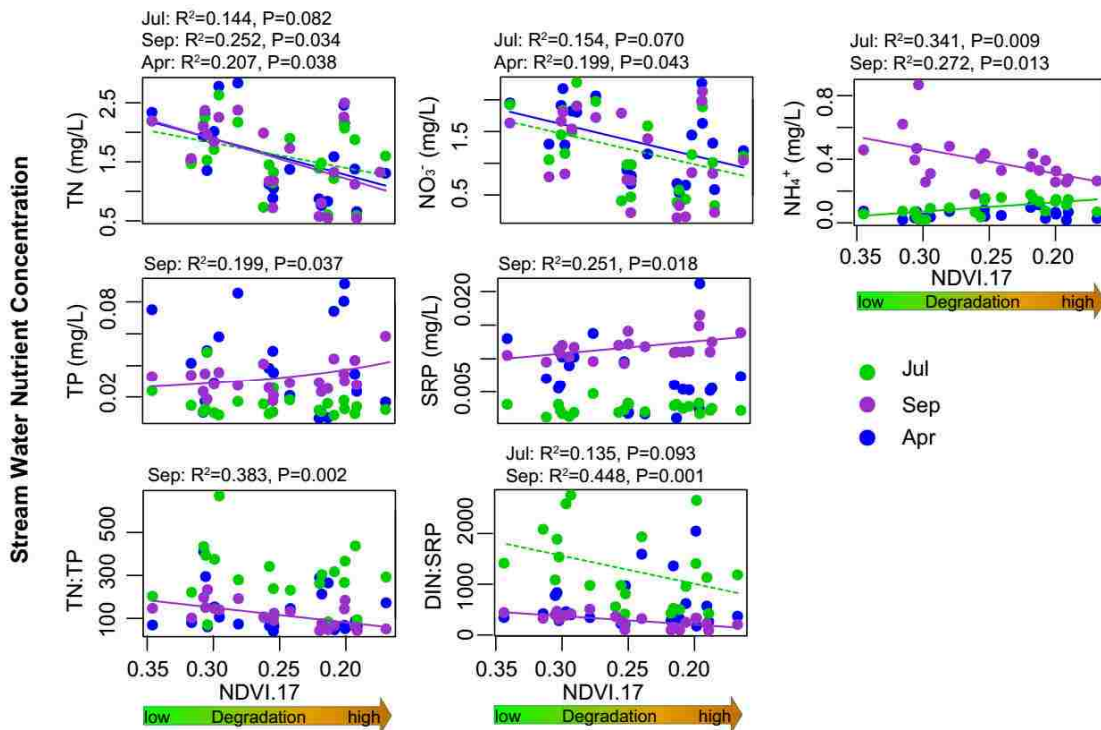 Stream Water Nutrient Concentration
Jul: R²=0.144, P=0.082
Sep: R²=0.252, P=0.034
Apr: R²=0.207, P=0.038
TN (mg/L)
2.5
1.5
0.5
Jul: R²=0.154, P=0.070
Apr: R²=0.199, P=0.043
NO₃⁻ (mg/L)
1.5
0.5
Jul: R²=0.341, P=0.009
Sep: R²=0.272, P=0.013
NH₄⁺ (mg/L)
0.8
0.4
0.0
0.35 0.30 0.25 0.20
NDVI.17
low Degradation high
Sep: R²=0.199, P=0.037
TP (mg/L)
0.08
0.02
Sep: R²=0.251, P=0.018
SRP (mg/L)
0.020
0.005
Jul
Sep
Apr
Sep: R²=0.383, P=0.002
TN:TP
500
300
100
0.35 0.30 0.25 0.20
NDVI.17
low Degradation high
Jul: R²=0.135, P=0.093
Sep: R²=0.448, P=0.001
DIN:SRP
2000
1000
0
0.35 0.30 0.25 0.20
NDVI.17
low Degradation high